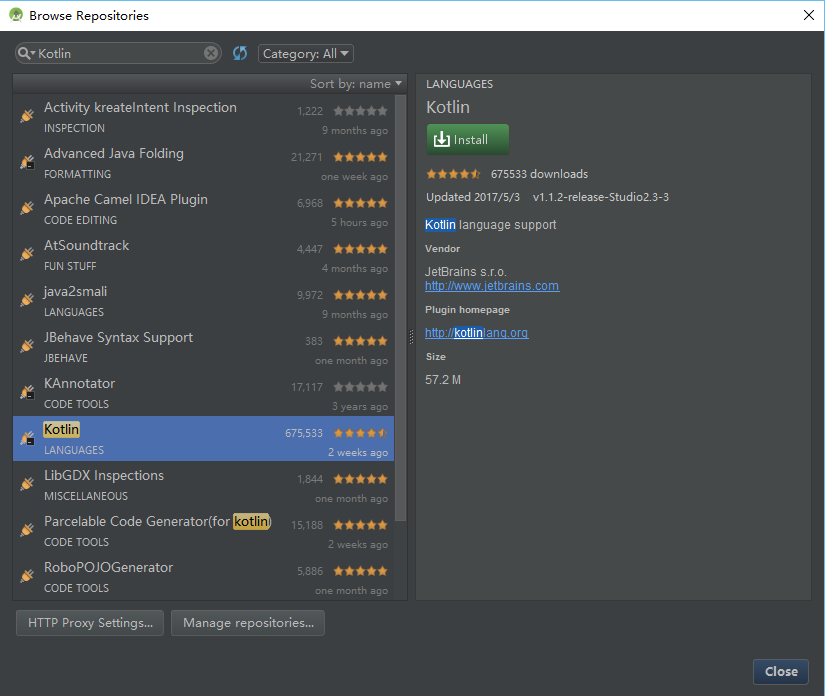 Browse Repositories
Kotlin
Category: All
Sort by: name
Activity kreateIntent Inspection 1,222
INSPECTION 9 months ago
Advanced Java Folding 21,271
FORMATTING one week ago
Apache Camel IDEA Plugin 6,968
CODE EDITING 5 hours ago
AtSoundtrack 4,447
FUN STUFF 4 months ago
java2smali 9,972
LANGUAGES 9 months ago
JBehave Syntax Support 383
JBEHAVE one month ago
KAnnotator 17,117
CODE TOOLS 3 years ago
Kotlin 675,533
LANGUAGES 2 weeks ago
LibGDX Inspections 1,844
MISCELLANEOUS one month ago
Parcelable Code Generator(for kotlin) 15,188
CODE TOOLS 2 weeks ago
RoboPOJOGenerator 5,886
CODE TOOLS one month ago
LANGUAGES
Kotlin
Install
675533 downloads
Updated 2017/5/3 v1.1.2-release-Studio2.3-3
Kotlin language support
Vendor
JetBrains s.r.o.
http://www.jetbrains.com
Plugin homepage
http://kotlinlang.org
Size
57.2 M
HTTP Proxy Settings... Manage repositories...
Close